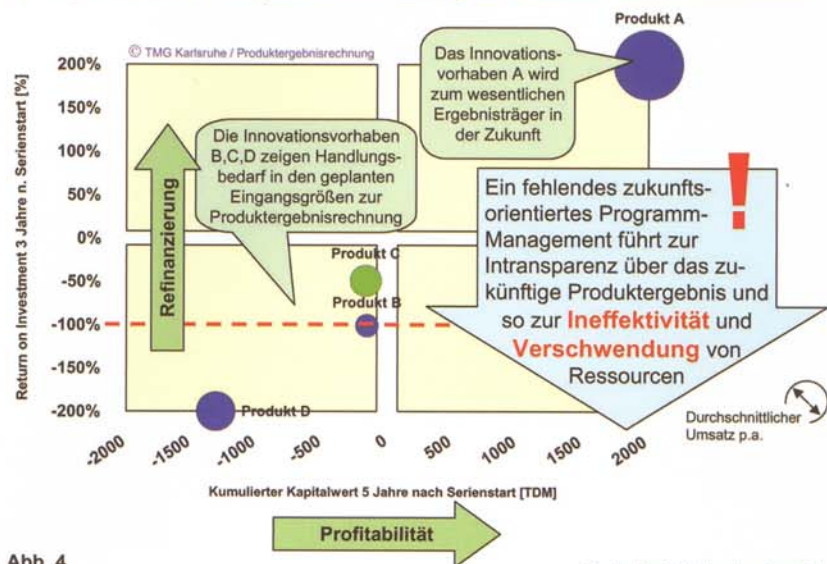 Produkt A
© TMG Karlsruhe / Produktergebnisrechnung
Return on Investment 3 Jahre n. Serienstart [%]
200%
150%
100%
50%
0%
-50%
-100%
-150%
-200%
Refinanzierung
Die Innovationsvorhaben
B,C,D zeigen Handlungs-
bedarf in den geplanten
Eingangsgrößen zur
Produktergebnisrechnung
Das Innovations-
vorhaben A wird
zum wesentlichen
Ergebnisträger in
der Zukunft
!
Ein fehlendes zukunfts-
orientiertes Programm-
Management führt zur
Intransparenz über das zu-
künftige Produktergebnis und
so zur Ineffektivität und
Verschwendung von
Ressourcen
Produkt C
Produkt B
Produkt D
Durchschnittlicher
Umsatz p.a.
-2000
-1500
-1000
-500
0
500
1000
1500
2000
Kumulierter Kapitalwert 5 Jahre nach Serienstart [TDM]
Profitabilität
Abb. 4